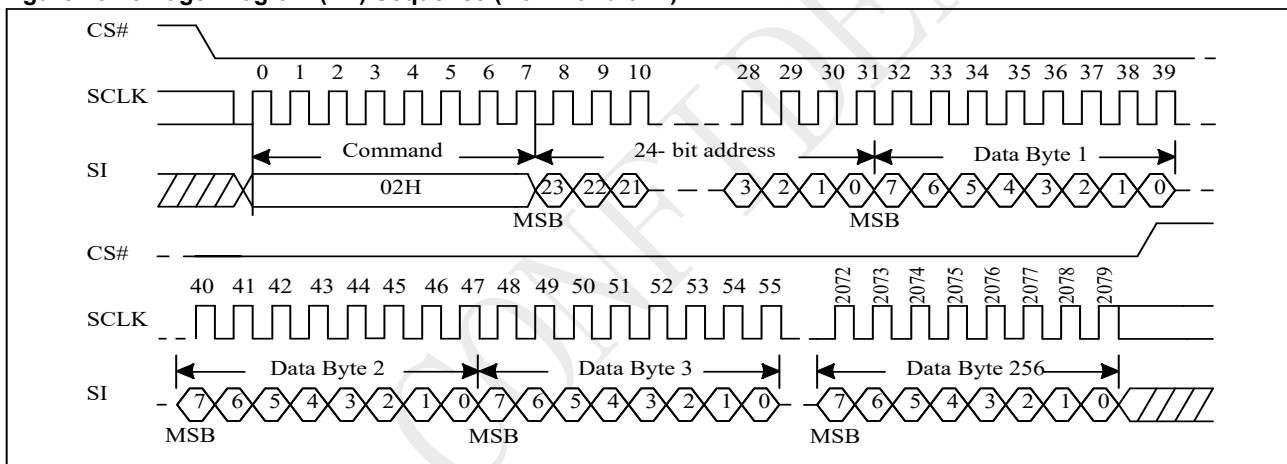 CS#
0 1 2 3 4 5 6 7 8 9 10 28 29 30 31 32 33 34 35 36 37 38 39
SCLK
Command 24- bit address Data Byte 1
SI
02H 23 22 21 3 2 1 0 7 6 5 4 3 2 1 0
MSB MSB
CS#
40 41 42 43 44 45 46 47 48 49 50 51 52 53 54 55 2072 2073 2074 2075 2076 2077 2078 2079
SCLK
Data Byte 2 Data Byte 3 Data Byte 256
SI
7 6 5 4 3 2 1 0 7 6 5 4 3 2 1 0 7 6 5 4 3 2 1 0
MSB MSB MSB